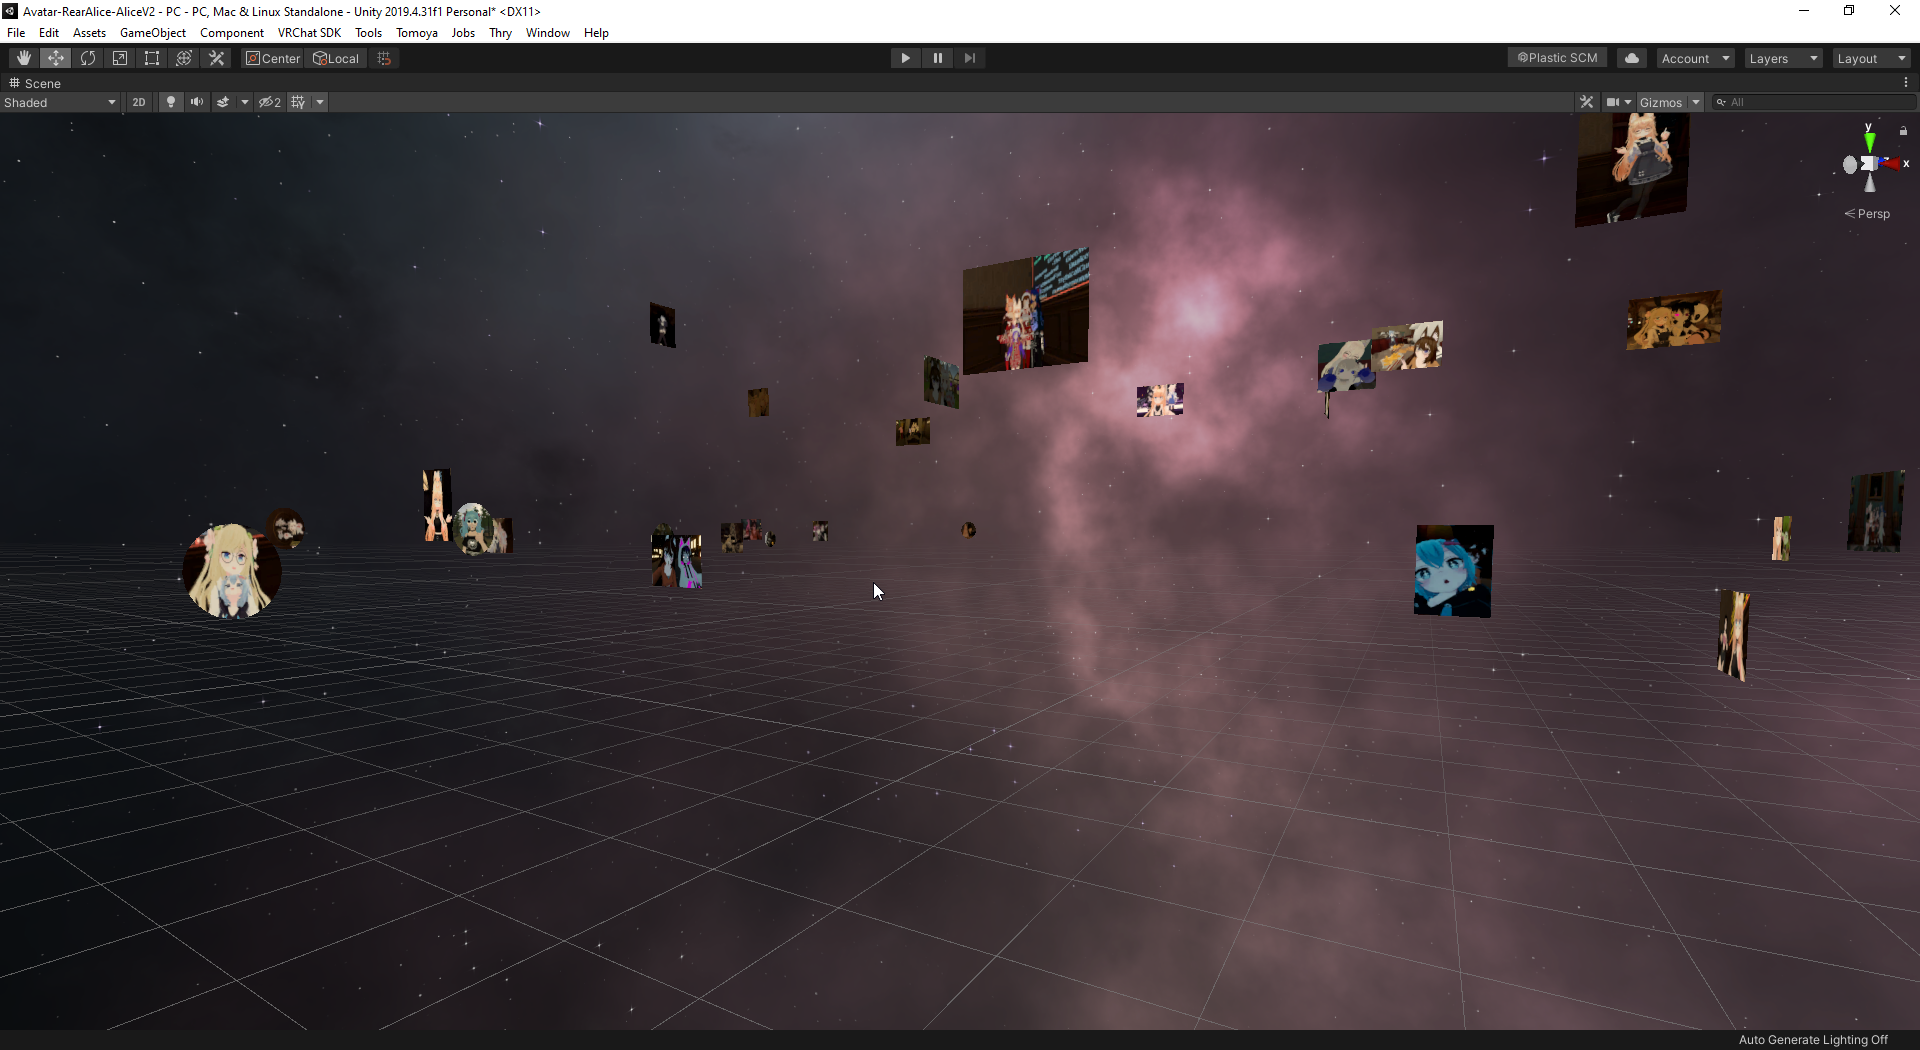 Avatar-RearAlice-AliceV2 - PC - PC, Mac & Linux Standalone - Unity 2019.4.31f1 Personal* <DX11>
File Edit Assets GameObject Component VRChat SDK Tools Tomoya Jobs Thry Window Help
Center Local Plastic SCM Account Layers Layout
Scene
Shaded 2D 2 Gizmos All
y
x
Persp
Auto Generate Lighting Off